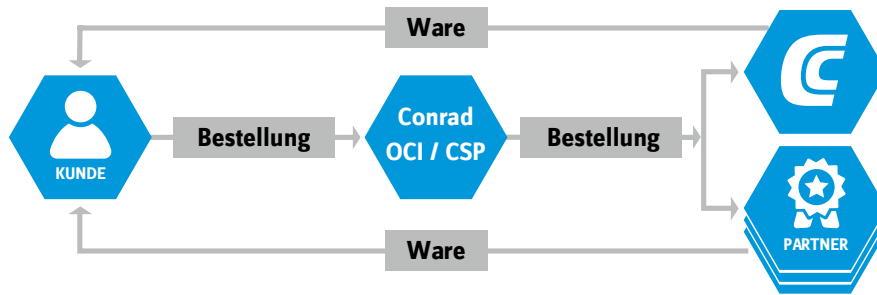 Ware
KUNDE
Bestellung
Conrad
OCI / CSP
Bestellung
PARTNER
Ware